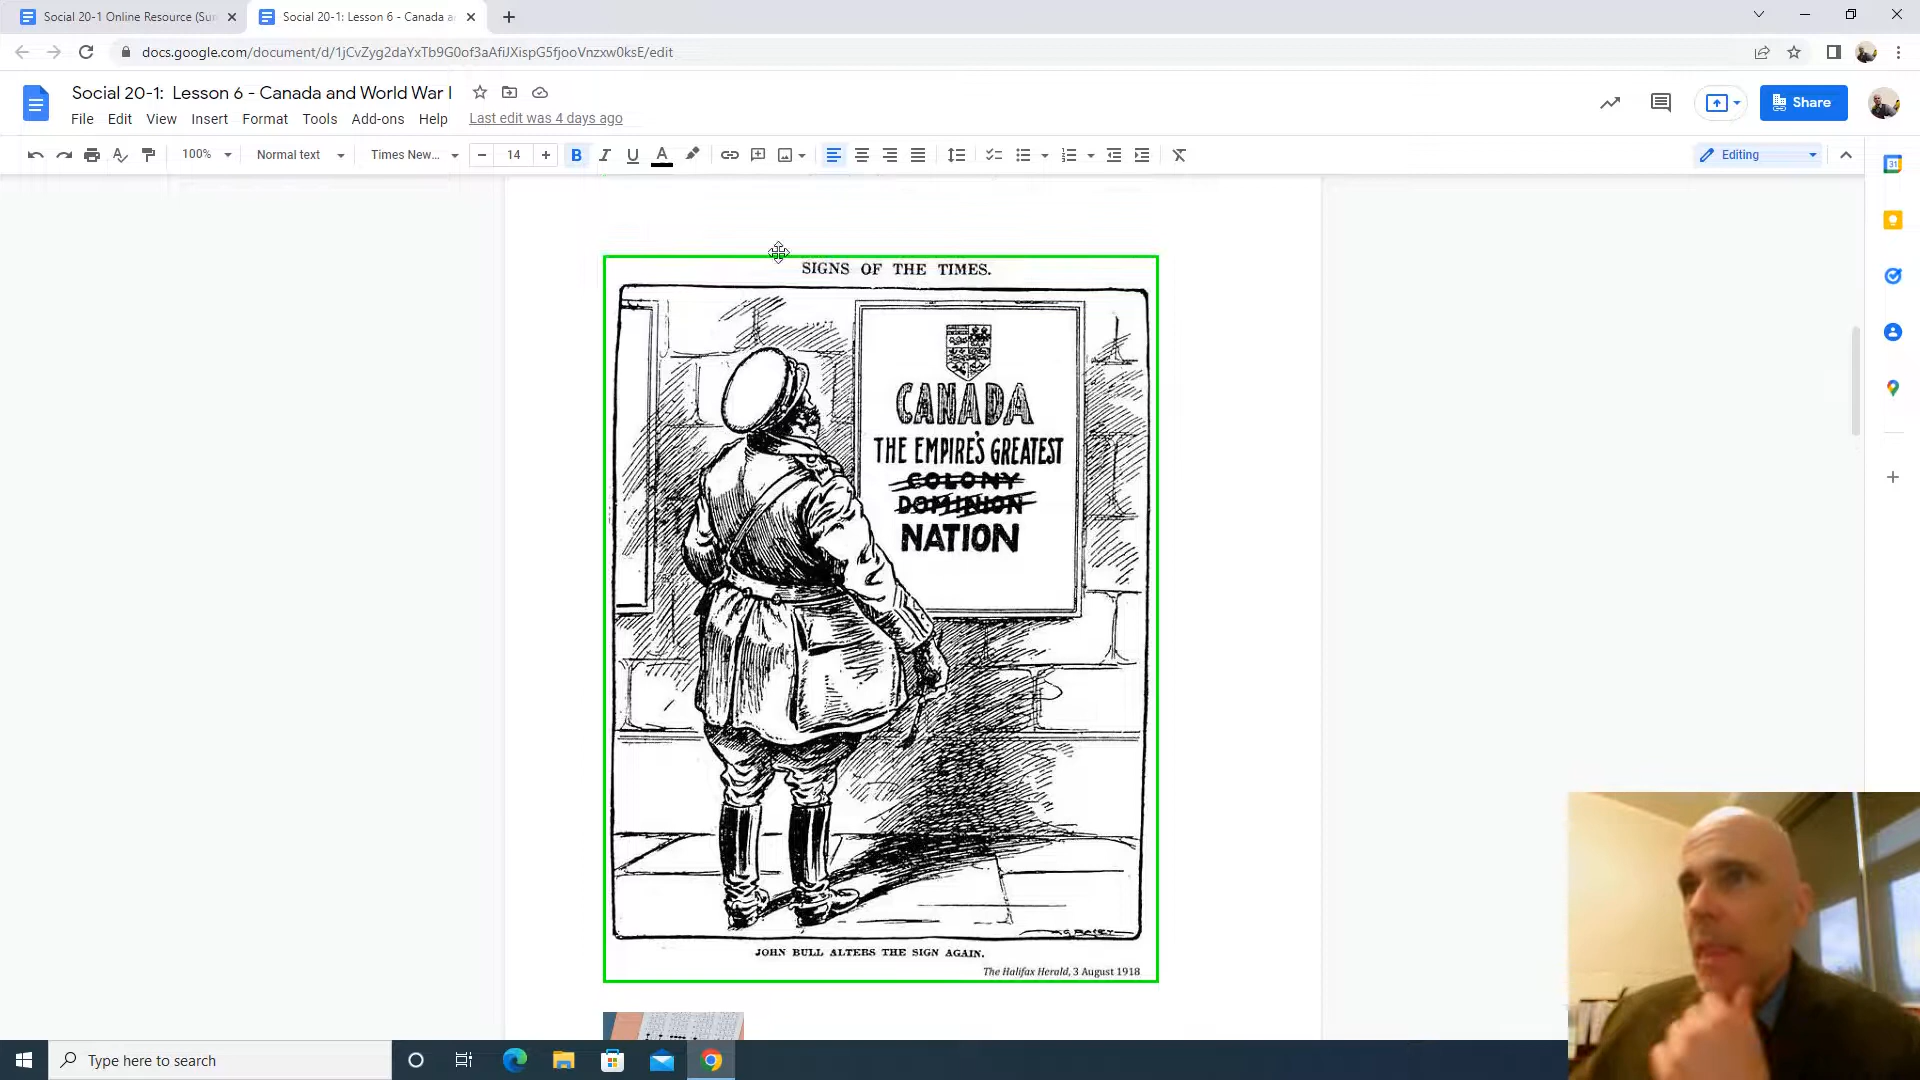 Social 20-1 Online Resource (Su
Social 20-1: Lesson 6 - Canada a
docs.google.com/document/d/1jCvZyg2daYxTb9G0of3aAfiJXispG5fjooVnzxw0ksE/edit
Social 20-1: Lesson 6 - Canada and World War I
Share
File Edit View Insert Format Tools Add-ons Help Last edit was 4 days ago
100% Normal text Times New... 14 Editing
31
SIGNS OF THE TIMES.
CANADA
THE EMPIRE'S GREATEST
COLONY
DOMINION
NATION
JOHN BULL ALTERS THE SIGN AGAIN.
The Halifax Herald, 3 August 1918
Type here to search